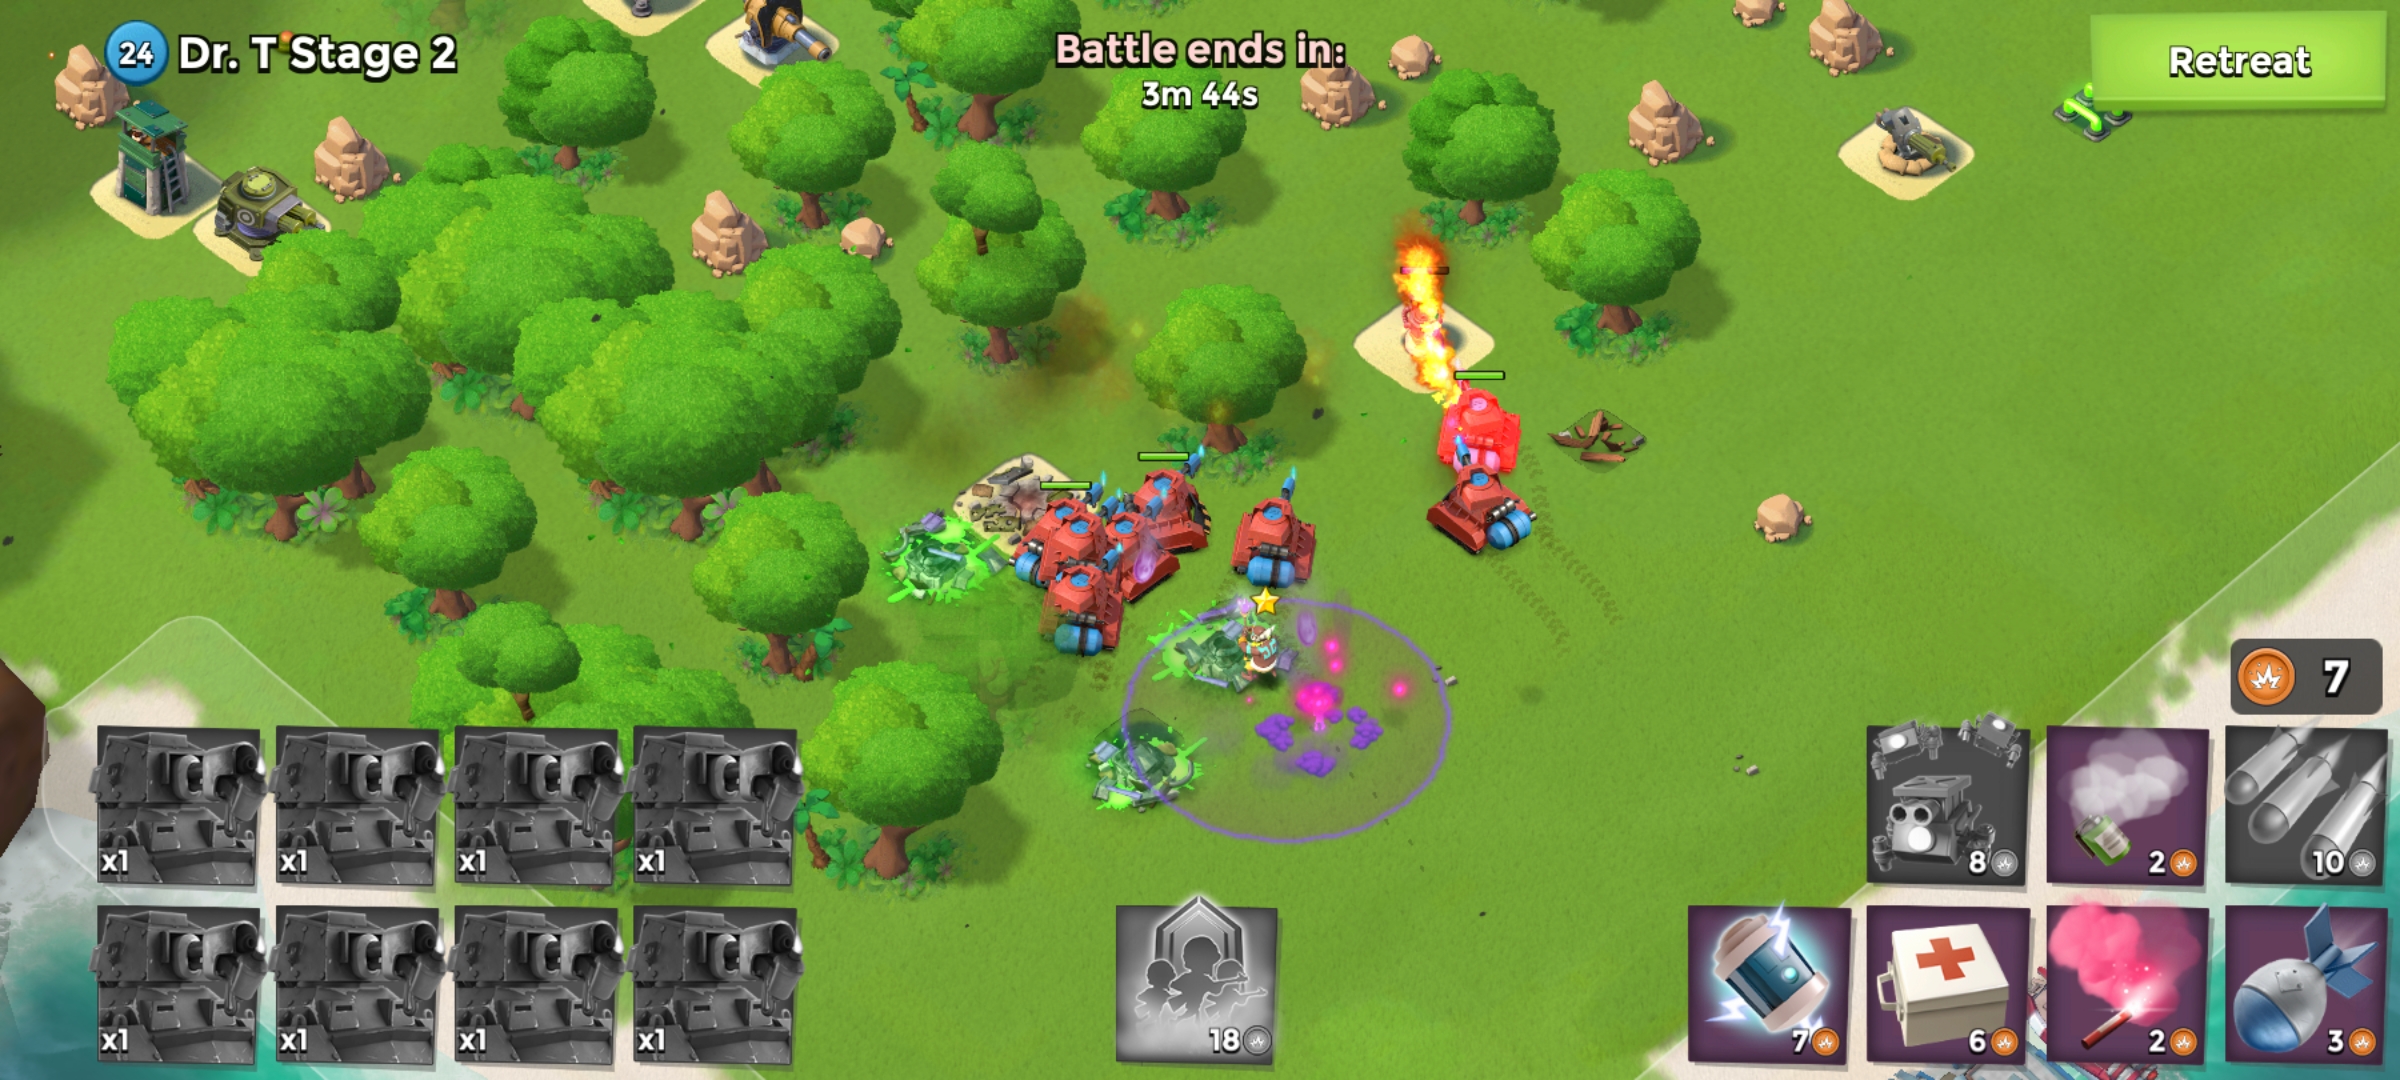 24 Dr. T Stage 2
Battle ends in:
3m 44s
Retreat
7
x1 x1 x1 x1
8 2 10
x1 x1 x1 x1
18
7 6 2 3